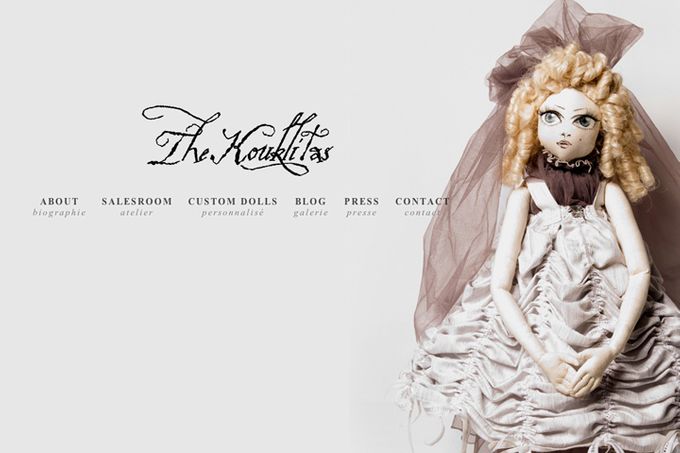 The Kouklitas
ABOUT SALESROOM CUSTOM DOLLS BLOG PRESS CONTACT
biographie atelier personnalisé galerie presse contact